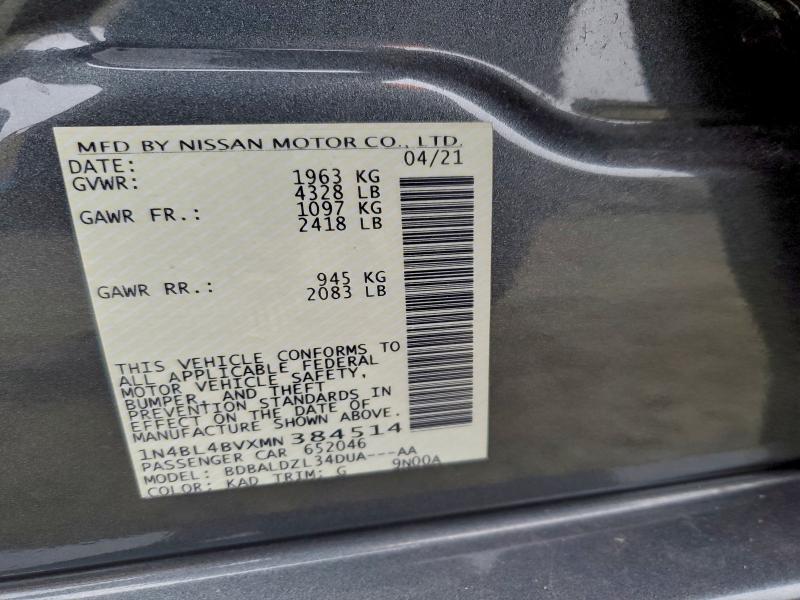 MFD BY NISSAN MOTOR CO., LTD.
DATE: 04/21
GVWR: 1963 KG
4328 LB
GAWR FR.: 1097 KG
2418 LB
GAWR RR.: 945 KG
2083 LB
THIS VEHICLE CONFORMS TO
ALL APPLICABLE FEDERAL
MOTOR VEHICLE SAFETY,
BUMPER, AND THEFT
PREVENTION STANDARDS IN
EFFECT ON THE DATE OF
MANUFACTURE SHOWN ABOVE.
1N4BL4BVXMN 384514
PASSENGER CAR 652046
MODEL: BDBALDZL34DUA---AA
COLOR: KAD TRIM: G 9N00A